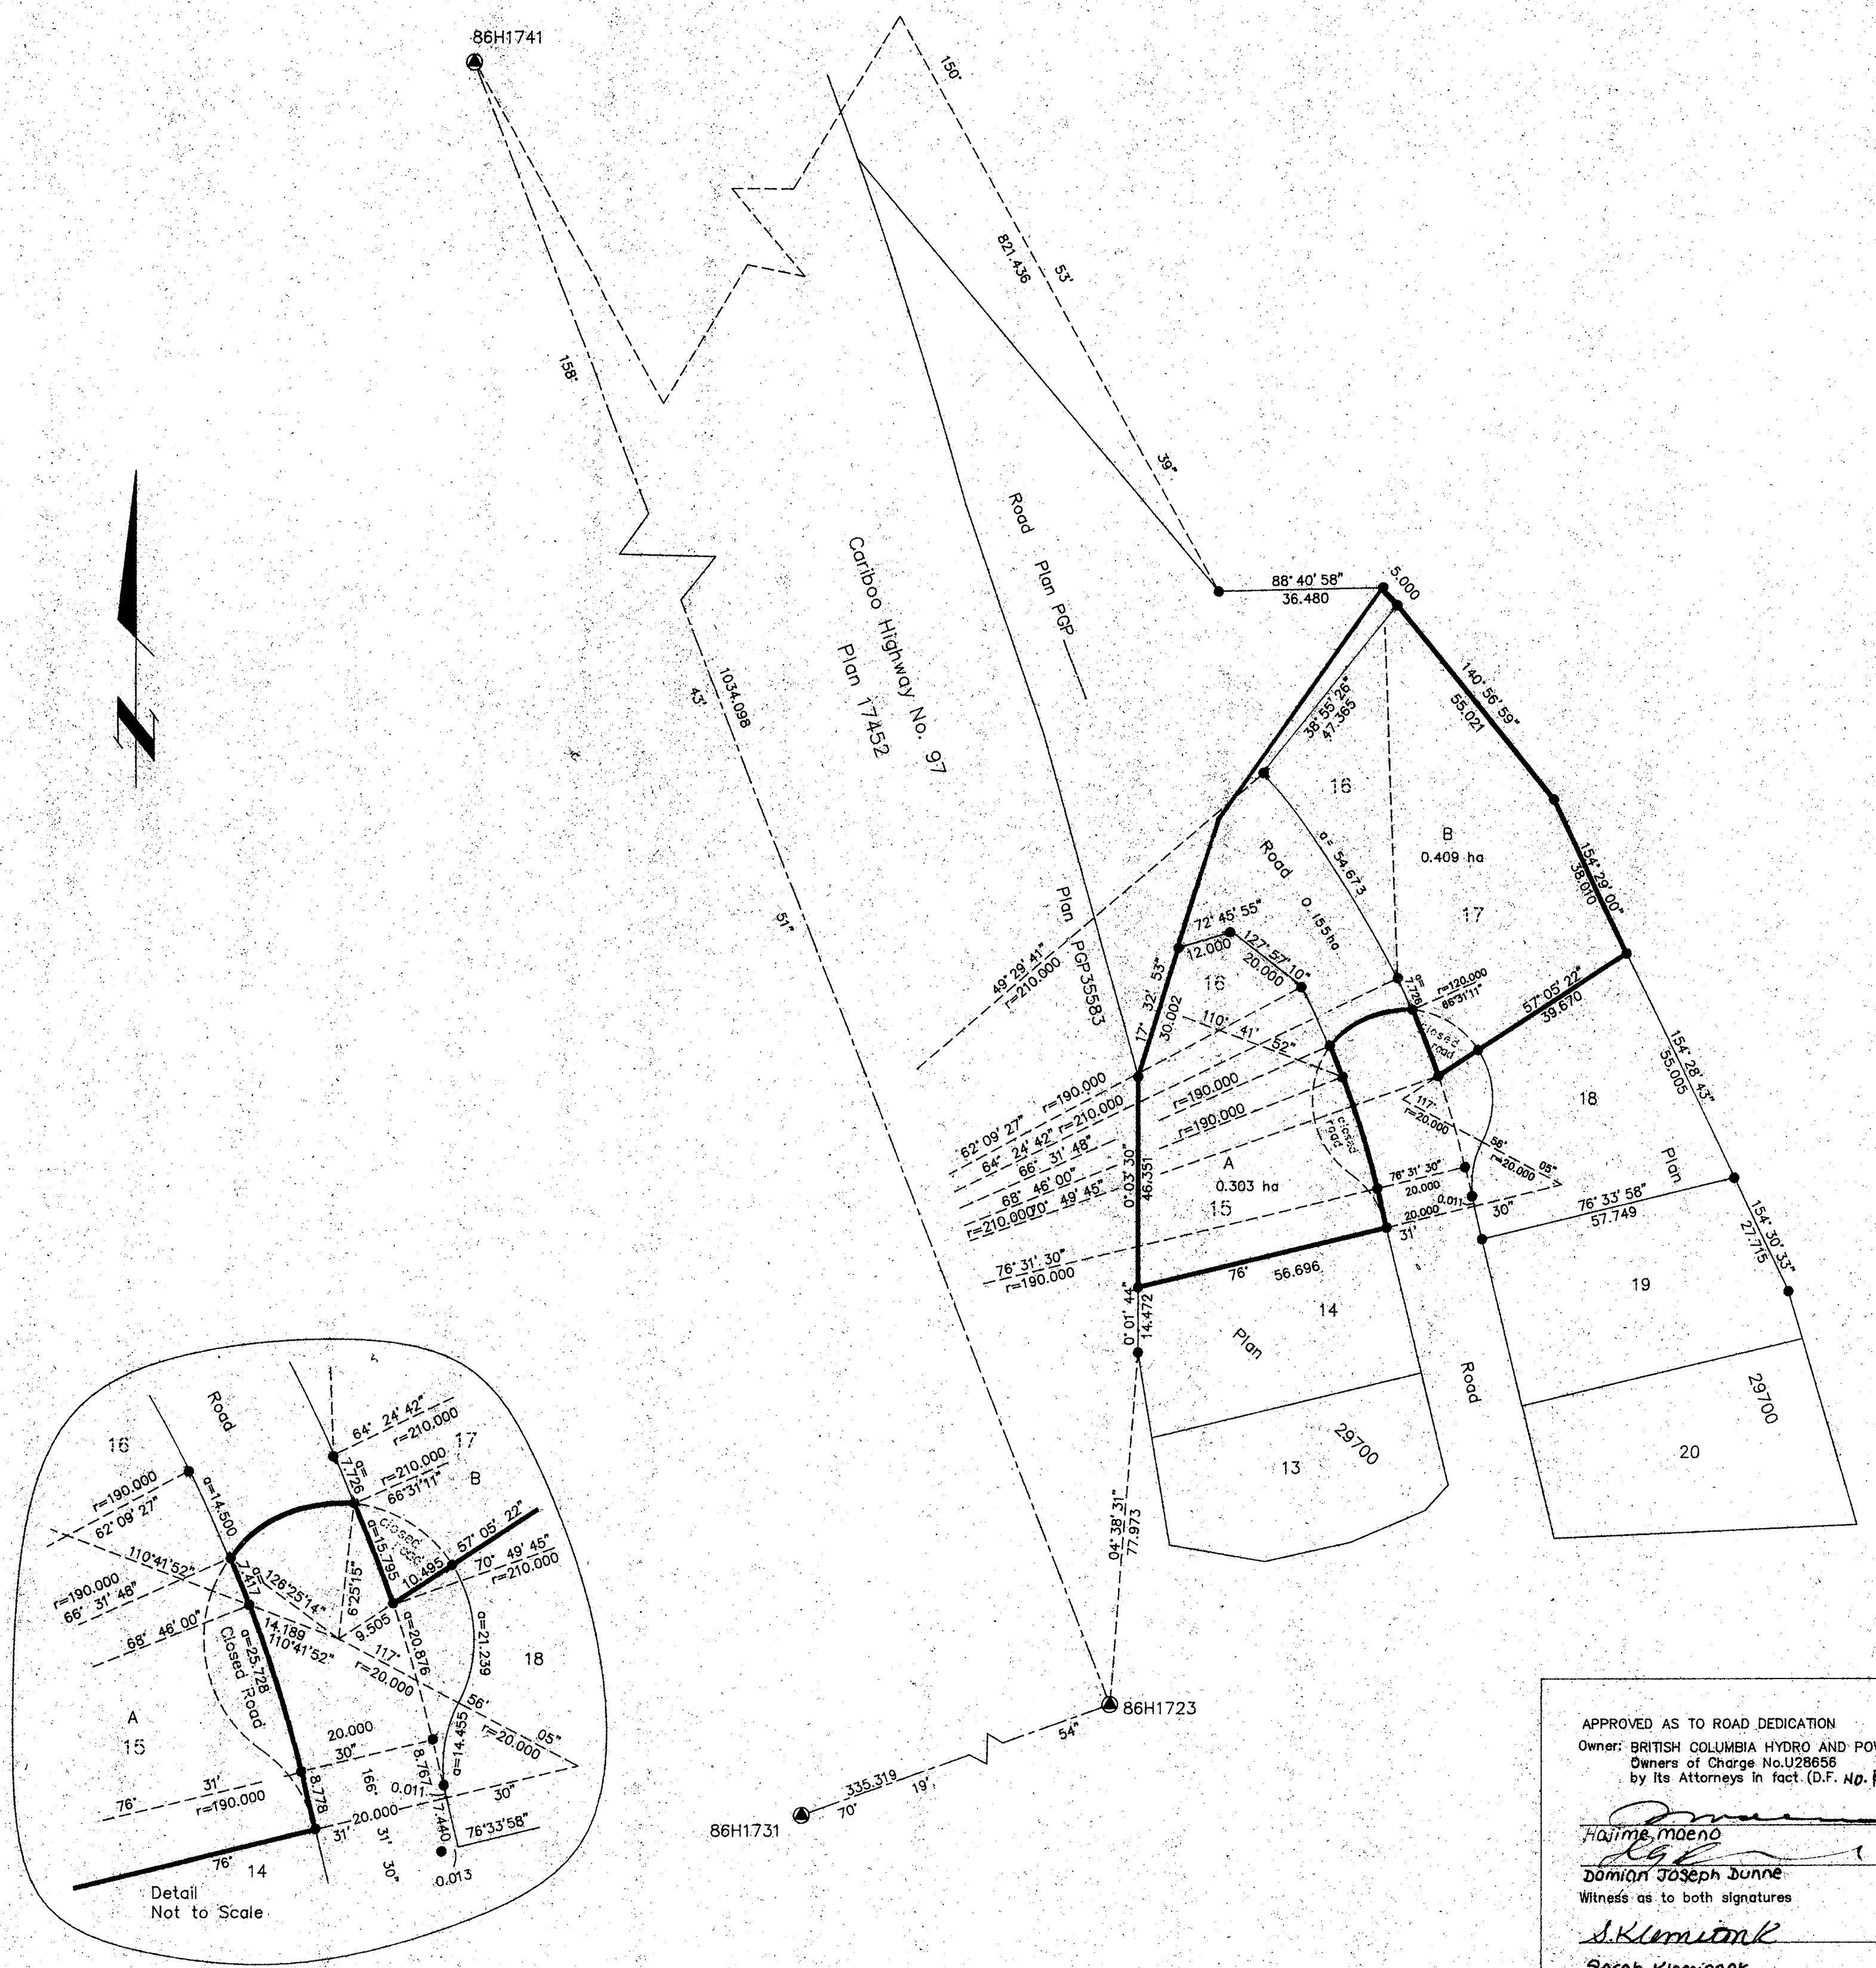 86H1741
150°
53'
39"
821.436
158°
43'
51"
1034.098
Cariboo Highway No. 97
Plan 17452
Road Plan PGP
Plan PGP35583
N
88° 40' 58"
36.480
5.000
140° 56' 59"
55.021
38° 55' 26"
47.365
16
B
0.409 ha
17
154° 29' 00"
38.010
Road 0.155ha
a= 54.673
72° 45' 55"
12.000
127° 57' 10"
20.000
49° 29' 41"
r=210.000
17° 32' 53"
30.002
16
110° 41' 52"
a= 7.726
r=120.000
66°31'11"
57° 05' 22"
39.670
closed road
154° 28' 43"
55.005
62° 09' 27" r=190.000
64° 24' 42" r=210.000
66° 31' 48" r=190.000
68° 46' 00" r=190.000
r=210.000 70° 49' 45"
0° 03' 30"
46.351
closed road
117° 56' 05"
r=20.000
r=20.000
18
A
0.303 ha
15
76° 31' 30"
20.000
0.011
20.000
31'
30"
76° 31' 30"
r=190.000
76°
56.696
Plan
76° 33' 58"
57.749
154° 30' 33"
27.715
0° 01' 44"
14.472
14
Plan
19
Road
29700
13
29700
20
04° 38' 31"
77.973
86H1723
54"
335.319
70° 19'
86H1731
Road
16
64° 24' 42"
r=210.000
17
a= 7.726
r=210.000
66°31'11"
B
r=190.000
62° 09' 27"
a=14.500
110°41'52"
closed road
57° 05' 22"
a=15.795
10.495
70° 49' 45"
r=210.000
r=190.000
66° 31' 48"
a= 7.417
126°25'14"
6°25'15"
9.505
68° 46' 00"
14.189
110°41'52"
a=25.728
Closed Road
117° 56' 05"
r=20.000
r=20.000
a=20.876
a=21.239
18
A
15
20.000
30"
a=14.455
8.767
166° 31' 30"
0.011
30"
76° 31'
r=190.000
8.778
20.000
31'
7.440
76°33'58"
0.013
76°
14
Detail
Not to Scale
APPROVED AS TO ROAD DEDICATION
Owner: BRITISH COLUMBIA HYDRO AND PO
Owners of Charge No.U28656
by its Attorneys in fact (D.F. NO.
Hajime maeno
Damian Joseph Dunne
Witness as to both signatures
S.Klemionk